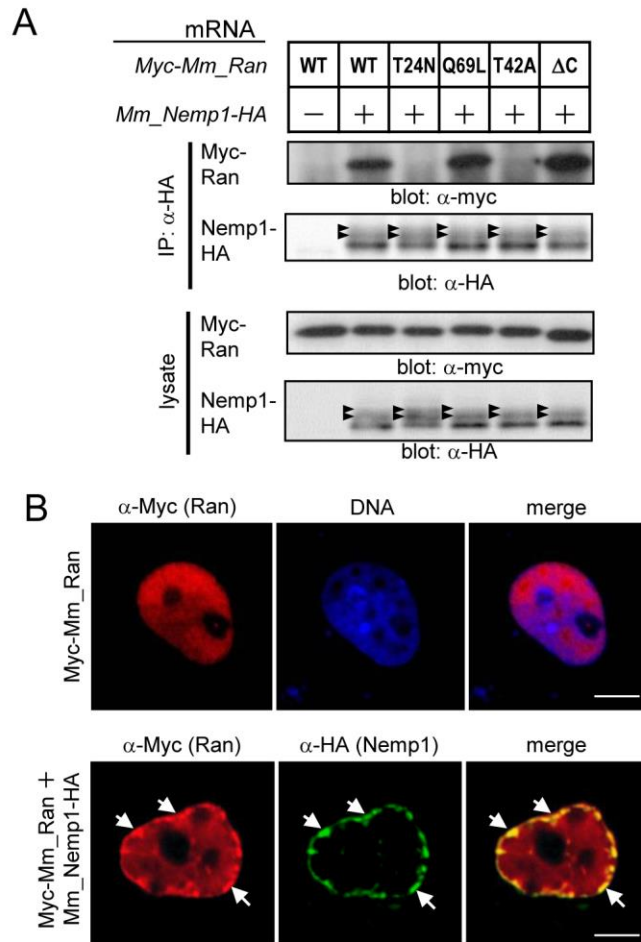 A
mRNA
Myc-Mm_Ran WT WT T24N Q69L T42A ΔC
Mm_Nemp1-HA − + + + + +
IP: α-HA
Myc-
Ran
blot: α-myc
Nemp1-
HA
blot: α-HA
lysate
Myc-
Ran
blot: α-myc
Nemp1-
HA
blot: α-HA
B
α-Myc (Ran) DNA merge
Myc-Mm_Ran
α-Myc (Ran) α-HA (Nemp1) merge
Myc-Mm_Ran +
Mm_Nemp1-HA